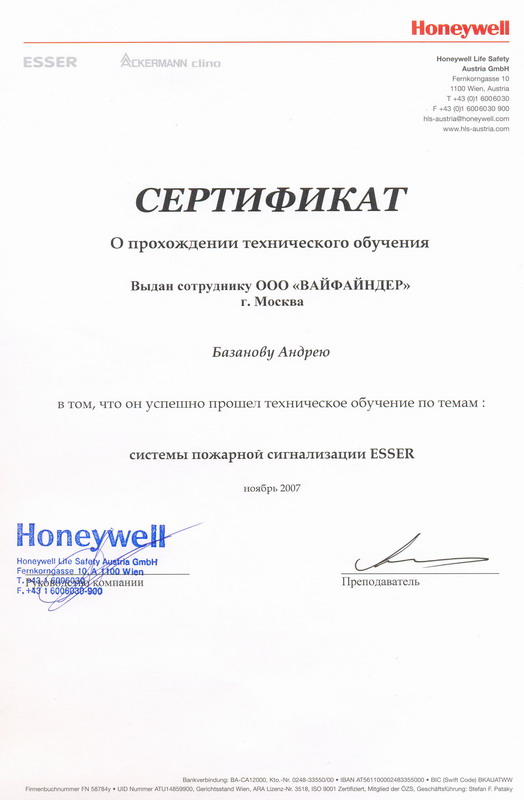 Honeywell
ESSER
ACKERMANN clino
Honeywell Life Safety
Austria GmbH
Fernkorngasse 10
1100 Wien, Austria
T +43 (0)1 6006030
F +43 (0)1 6006030 900
hls-austria@honeywell.com
www.hls-austria.com
СЕРТИФИКАТ
О прохождении технического обучения
Выдан сотруднику ООО «ВАЙФАЙНДЕР»
г. Москва
Базанову Андрею
в том, что он успешно прошел техническое обучение по темам :
системы пожарной сигнализации ESSER
ноябрь 2007
Honeywell
Honeywell Life Safety Austria GmbH
Fernkorngasse 10, A 1100 Wien
T. +43 1 6006030
F. +43 1 6006030-900
Руководство компании
Преподаватель
Bankverbindung: BA-CA12000, Kto.-Nr. 0248-33550/00 • IBAN AT561100002483355000 • BIC (Swift Code) BKAUATWW
Firmenbuchnummer FN 58784y • UID Nummer ATU14859900, Gerichtsstand Wien, ARA Lizenz-Nr. 3518, ISO 9001 Zertifiziert, Mitglied der ÖZS, Geschäftsführung: Stefan F. Pataky